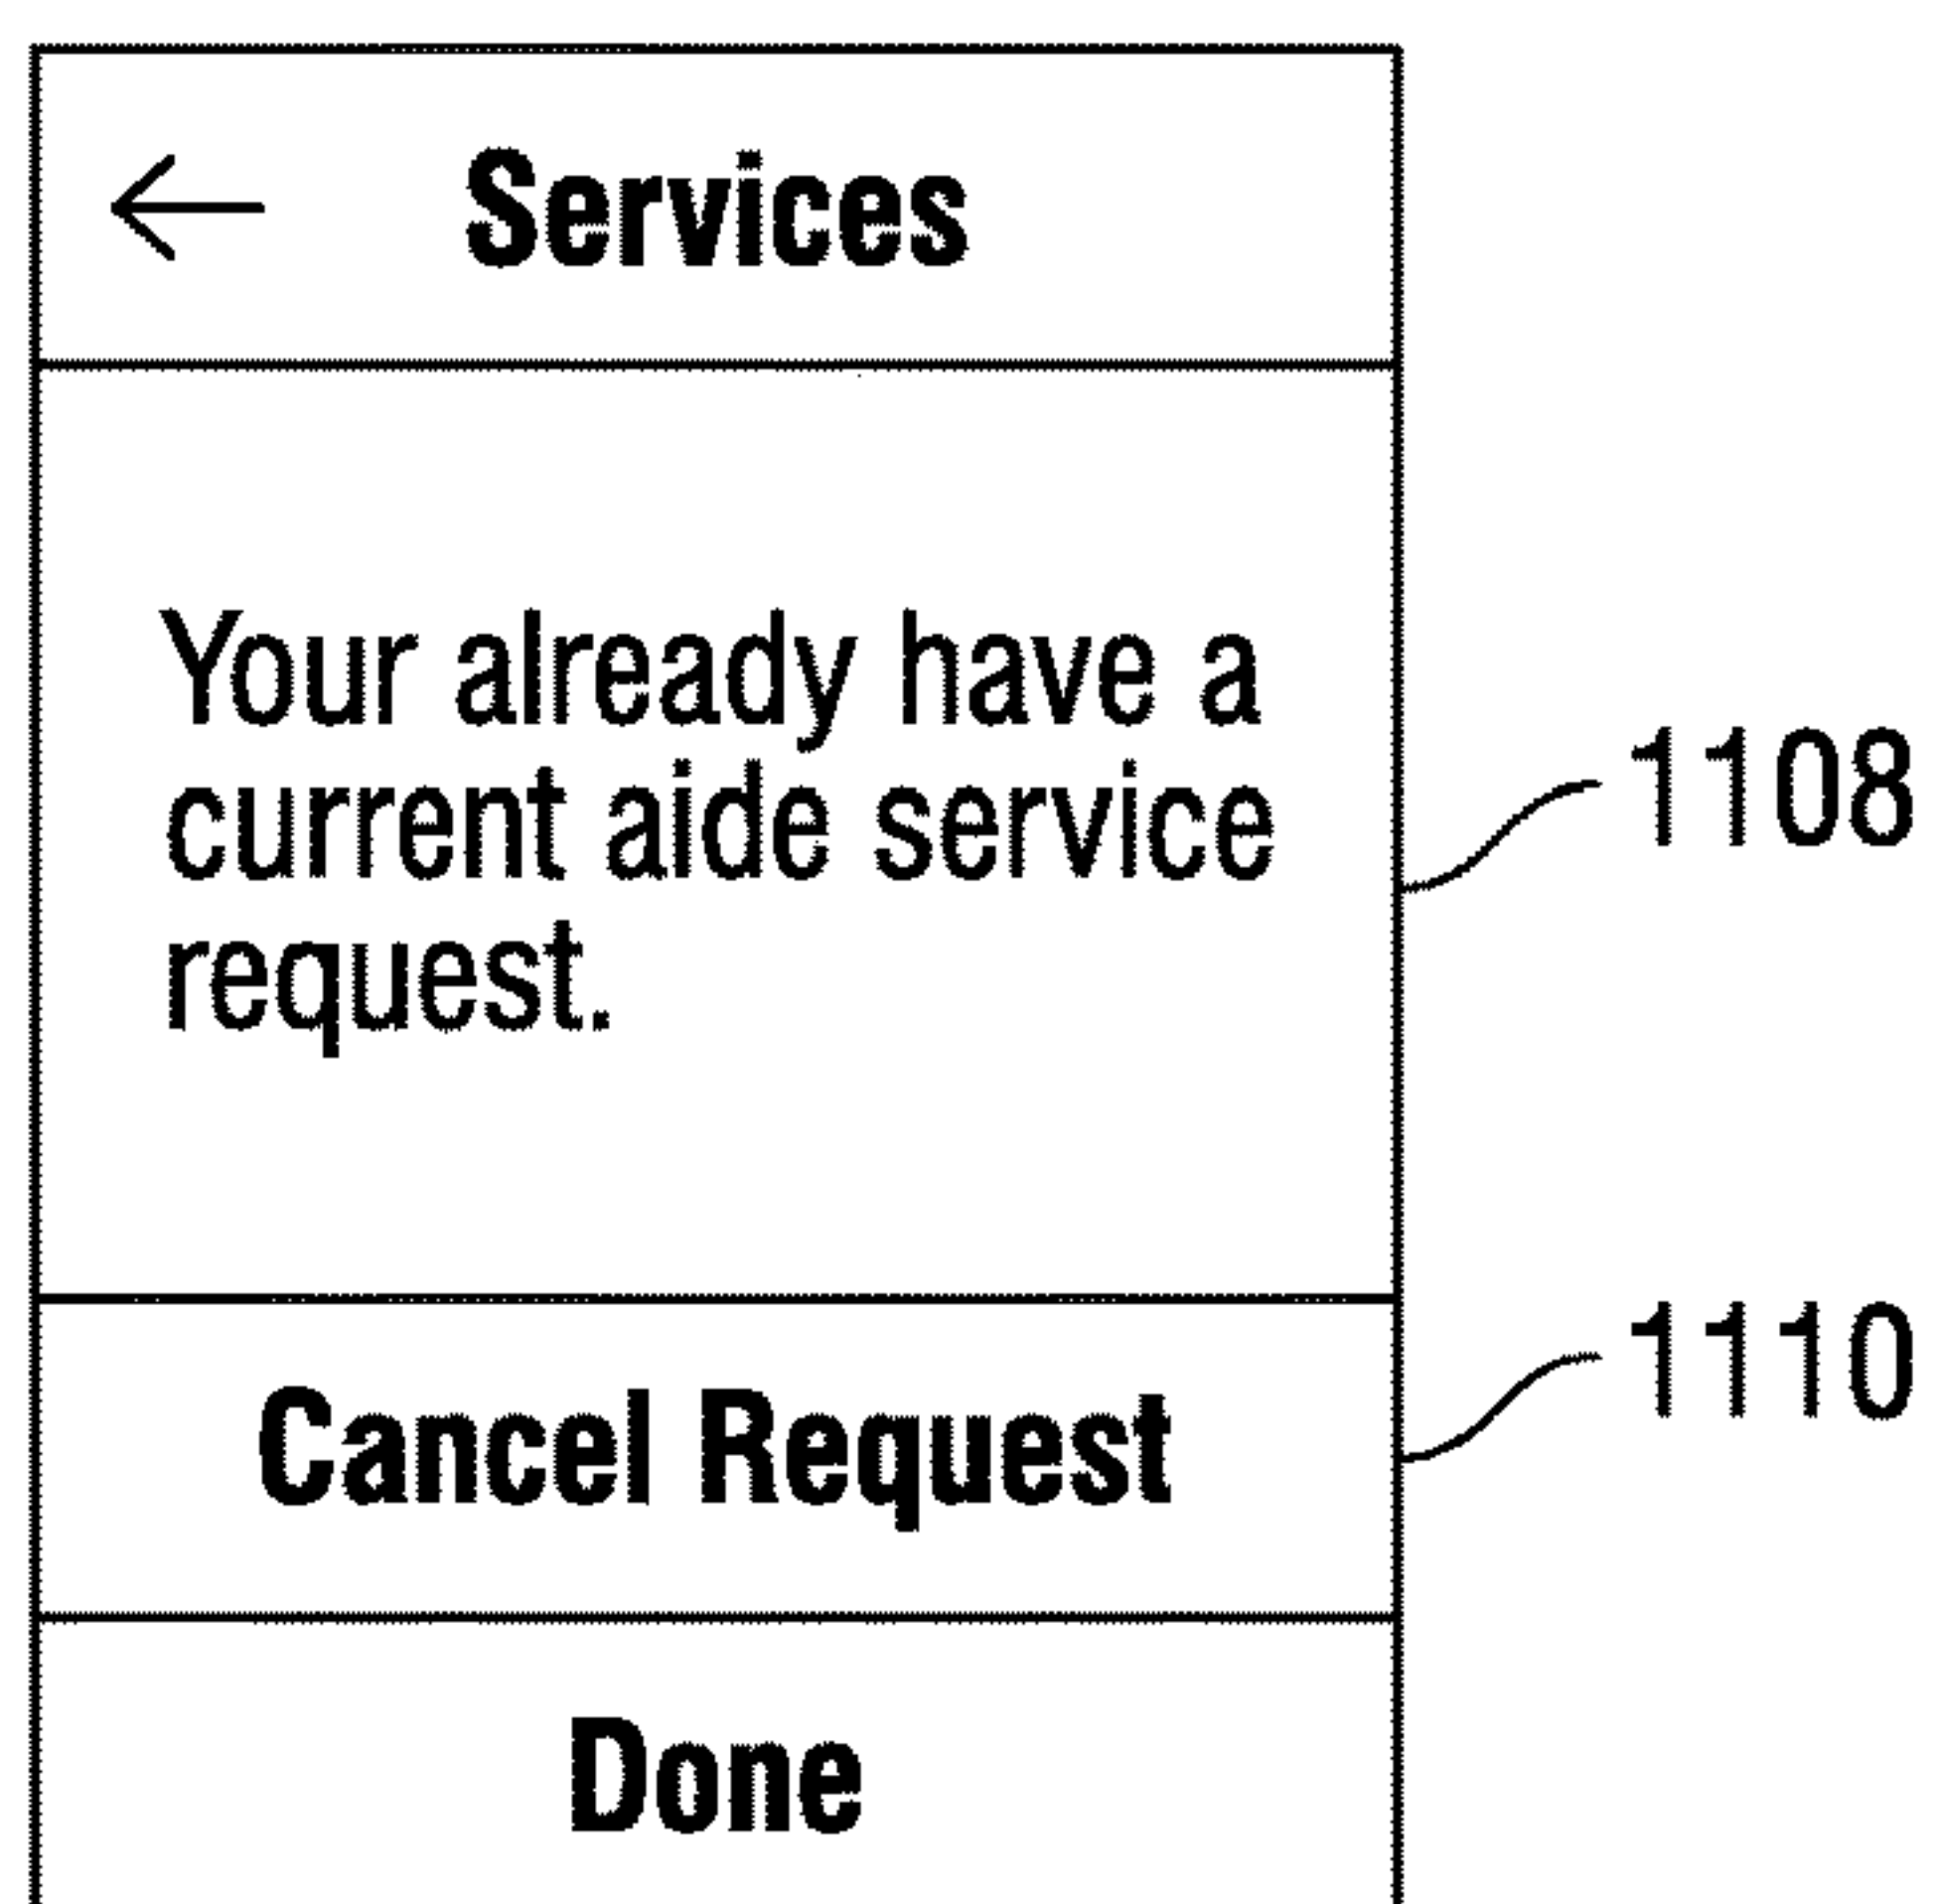 Services
Your already have a
current aide service
request.
1108
Cancel Request
1110
Done